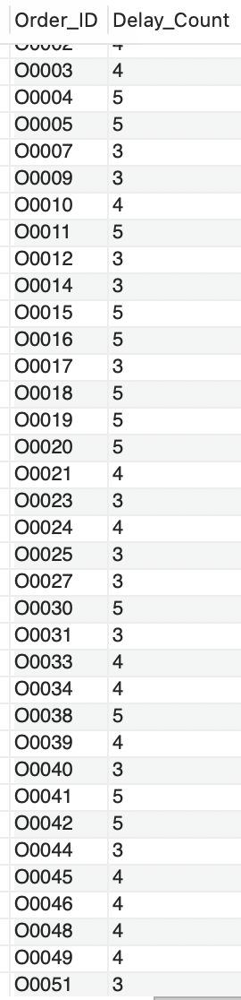 Order_ID Delay_Count
O0002 4
O0003 4
O0004 5
O0005 5
O0007 3
O0009 3
O0010 4
O0011 5
O0012 3
O0014 3
O0015 5
O0016 5
O0017 3
O0018 5
O0019 5
O0020 5
O0021 4
O0023 3
O0024 4
O0025 3
O0027 3
O0030 5
O0031 3
O0033 4
O0034 4
O0038 5
O0039 4
O0040 3
O0041 5
O0042 5
O0044 3
O0045 4
O0046 4
O0048 4
O0049 4
O0051 3